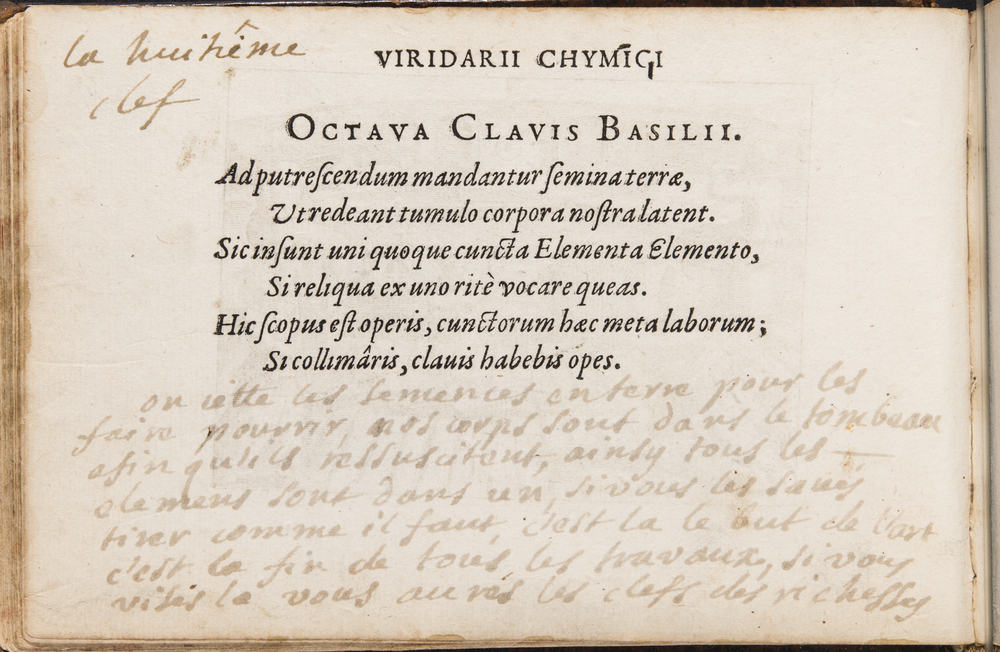 la huitiême
clef
VIRIDARII CHYMICI
OCTAVA CLAVIS BASILII.
Ad putreſcendum mandantur ſemina terræ,
Ut redeant tumulo corpora noſtra latent.
Sic inſunt uni quoque cuncta Elementa Elemento,
Si reliqua ex uno ritè vocare queas.
Hic ſcopus eſt operis, cunctorum hæc meta laborum;
Si collimâris, clavis habebis opes.
on iette les semences en terre pour les
faire pourrir, nos corps sont dans le tombeau
afin qu'ils ressuscitent, ainsy tous les
elemens sont dans un, si vous les savés
tirer comme il faut, c'est la le but de l'art
c'est la fin de tous les travaux, si vous
visés la vous aurés les clefs des richesses